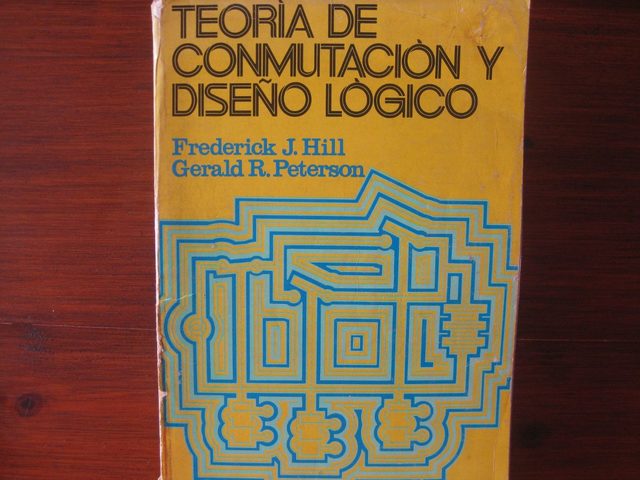 TEORÌA DE
CONMUTACIÒN Y
DISEÑO LÒGICO
Frederick J. Hill
Gerald R. Peterson